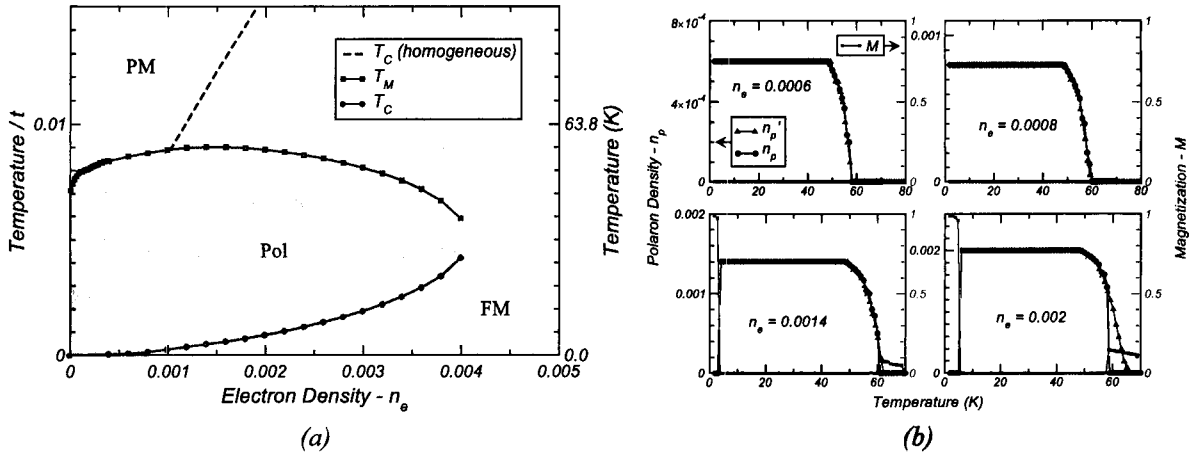 PM
T_C (homogeneous)
T_M
T_C
0.01
63.8
Temperature / t
Temperature (K)
Pol
FM
0
0.0
0 0.001 0.002 0.003 0.004 0.005
Electron Density - n_e
(a)
8×10^-4
4×10^-4
0
1
0.5
0
M
n_e = 0.0006
n_p'
n_p
0 20 40 60 80
0.001
0
1
0.5
0
n_e = 0.0008
0 20 40 60 80
Polaron Density - n_p
Magnetization - M
0.002
0.001
0
1
0.5
0
n_e = 0.0014
0 20 40 60
0.002
0
1
0.5
0
n_e = 0.002
0 20 40 60
Temperature (K)
(b)